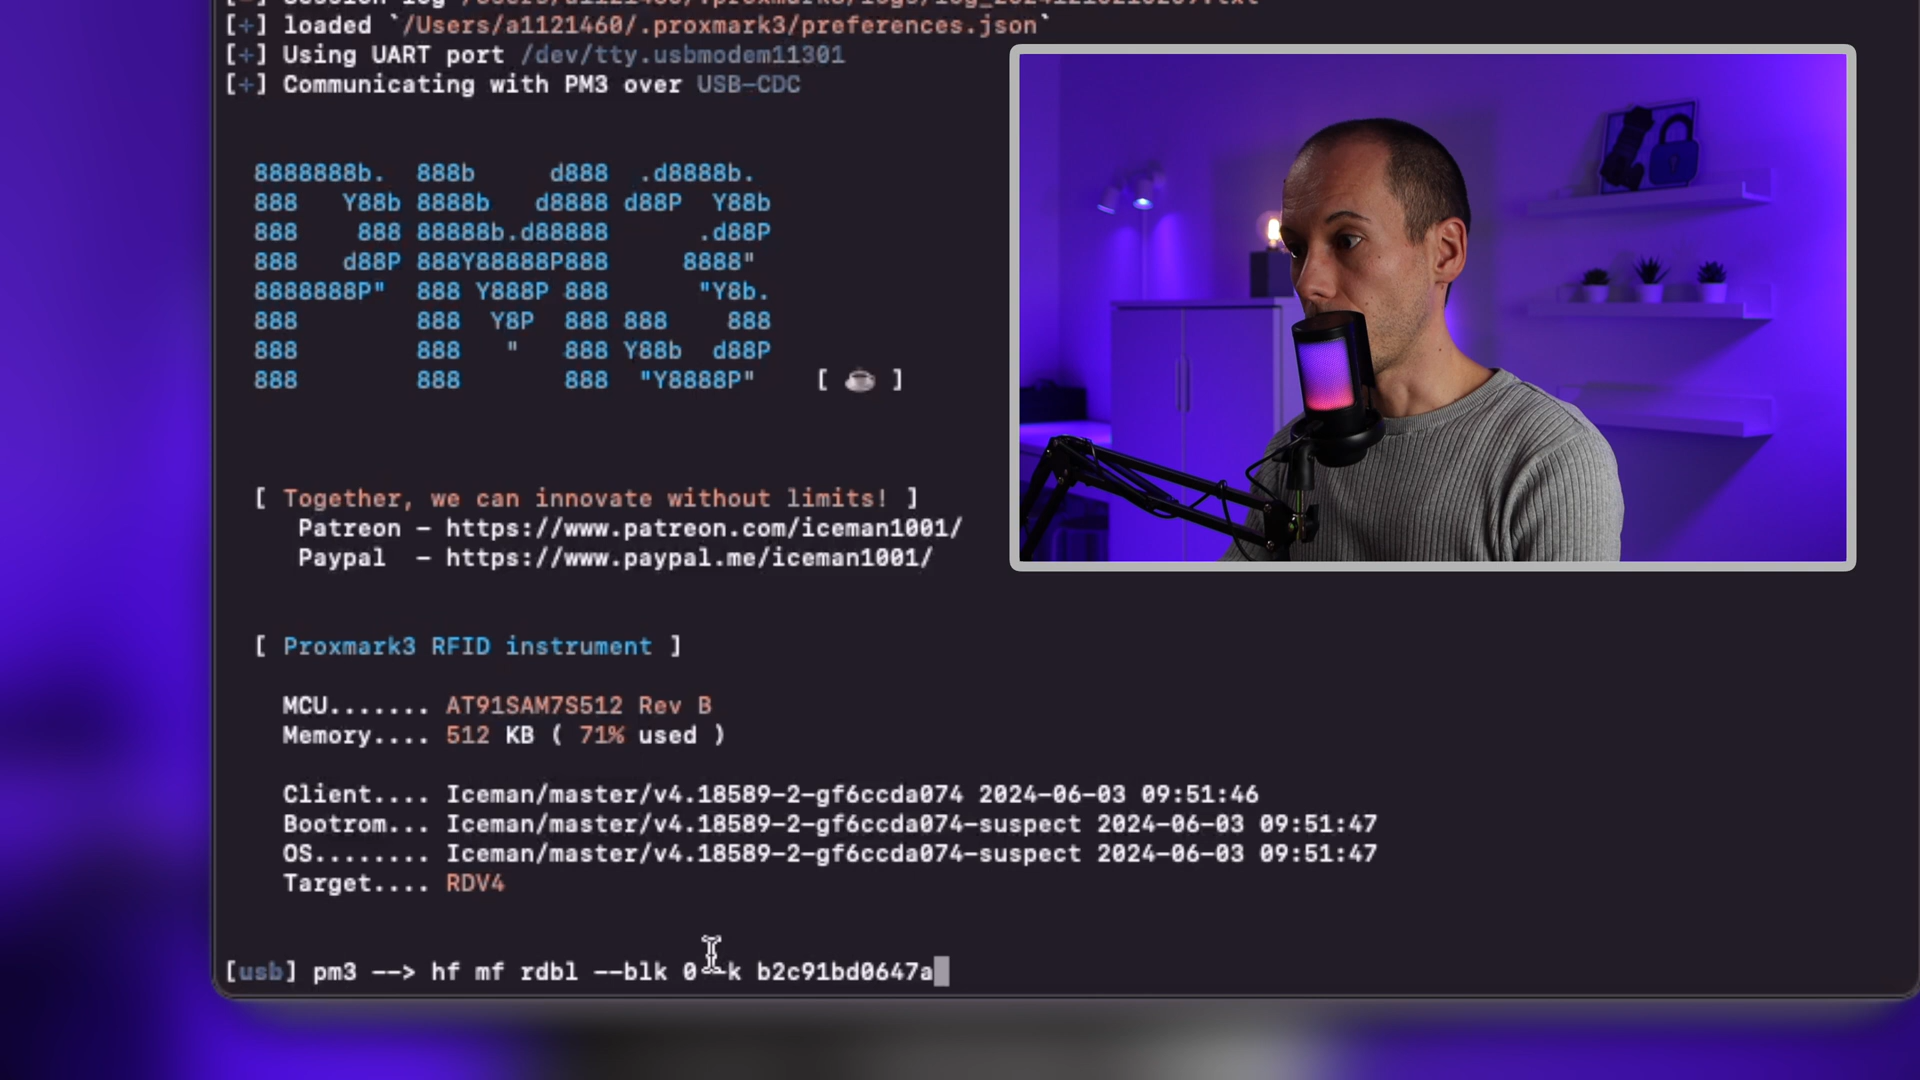 [+] loaded `/Users/a1121460/.proxmark3/preferences.json`
[+] Using UART port /dev/tty.usbmodem11301
[+] Communicating with PM3 over USB-CDC
8888888b.  888b     d888  .d8888b.
888   Y88b 8888b   d8888 d88P  Y88b
888    888 88888b.d88888      .d88P
888   d88P 888Y88888P888     8888"
8888888P"  888 Y888P 888      "Y8b.
888        888  Y8P  888 888    888
888        888   "   888 Y88b  d88P
888        888       888  "Y8888P"    [ ☕ ]
[ Together, we can innovate without limits! ]
Patreon - https://www.patreon.com/iceman1001/
Paypal  - https://www.paypal.me/iceman1001/
[ Proxmark3 RFID instrument ]
MCU....... AT91SAM7S512 Rev B
Memory.... 512 KB ( 71% used )
Client.... Iceman/master/v4.18589-2-gf6ccda074 2024-06-03 09:51:46
Bootrom... Iceman/master/v4.18589-2-gf6ccda074-suspect 2024-06-03 09:51:47
OS........ Iceman/master/v4.18589-2-gf6ccda074-suspect 2024-06-03 09:51:47
Target.... RDV4
[usb] pm3 --> hf mf rdbl --blk 0 -k b2c91bd0647a